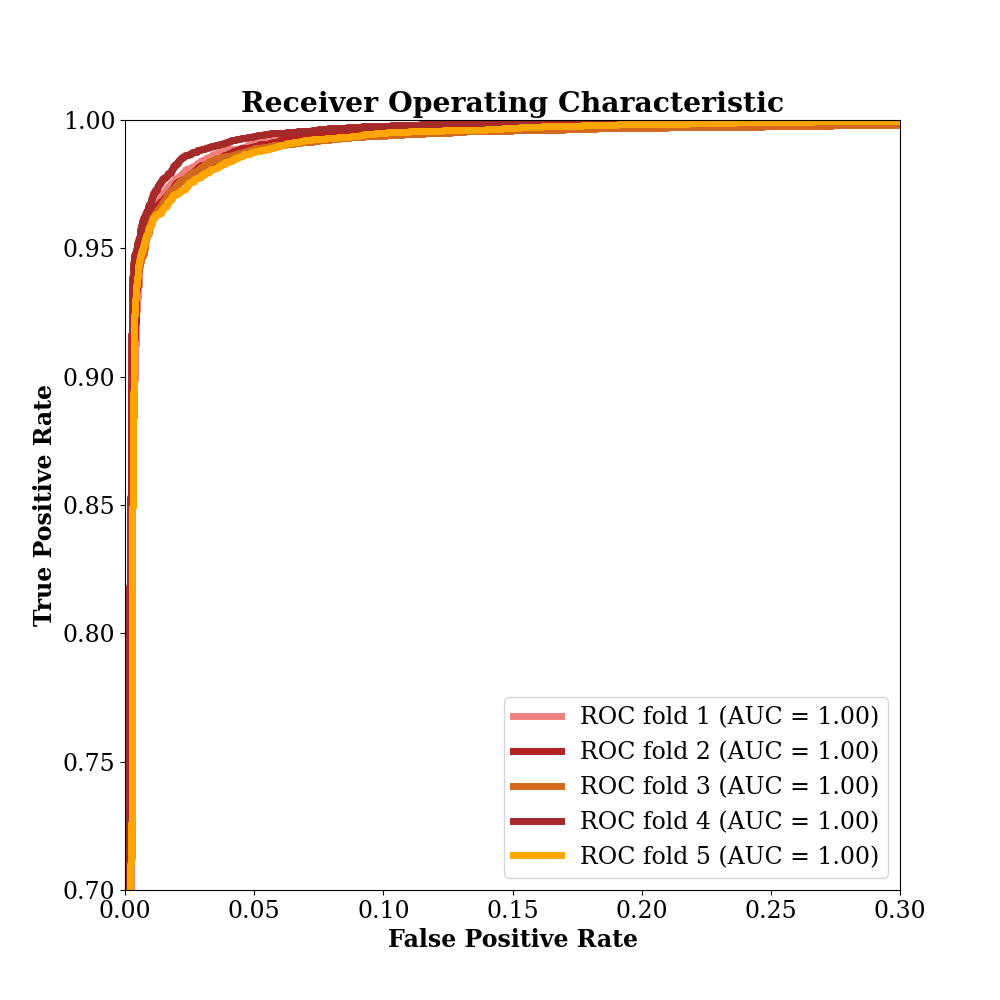 Receiver Operating Characteristic
True Positive Rate
1.00
0.95
0.90
0.85
0.80
0.75
0.70
ROC fold 1 (AUC = 1.00)
ROC fold 2 (AUC = 1.00)
ROC fold 3 (AUC = 1.00)
ROC fold 4 (AUC = 1.00)
ROC fold 5 (AUC = 1.00)
0.00 0.05 0.10 0.15 0.20 0.25 0.30
False Positive Rate